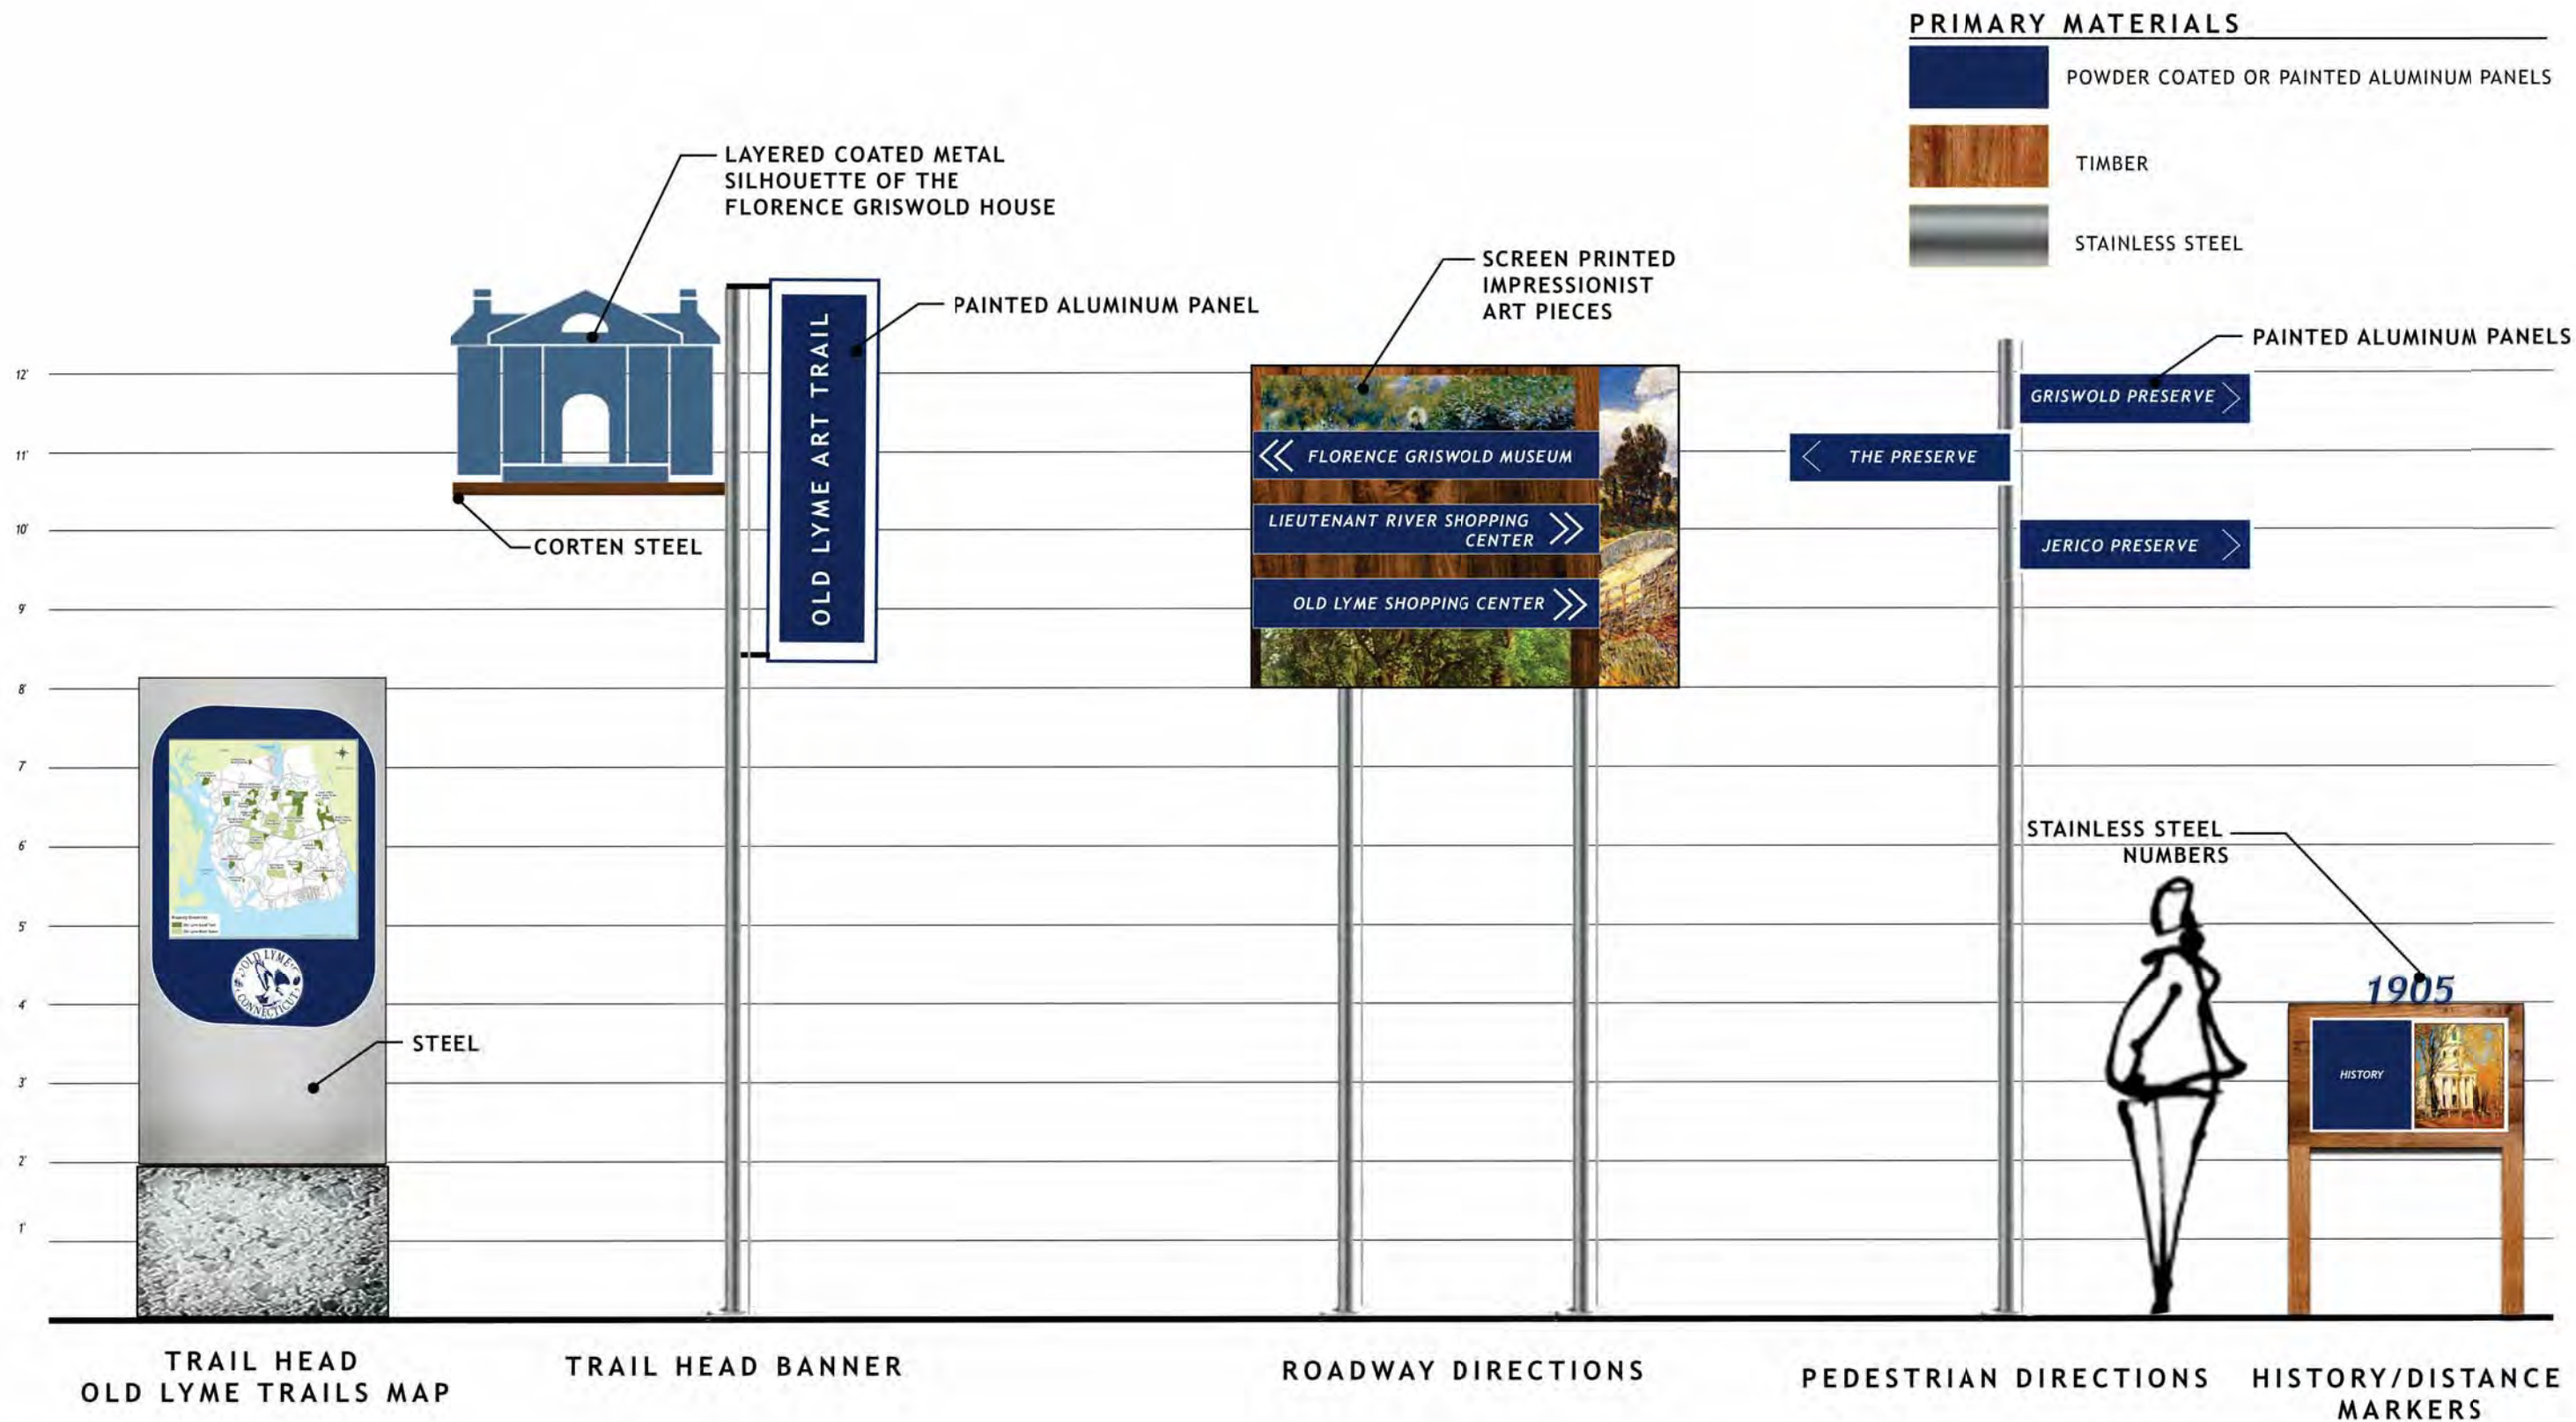 PRIMARY MATERIALS
POWDER COATED OR PAINTED ALUMINUM PANELS
TIMBER
STAINLESS STEEL
LAYERED COATED METAL
SILHOUETTE OF THE
FLORENCE GRISWOLD HOUSE
PAINTED ALUMINUM PANEL
OLD LYME ART TRAIL
CORTEN STEEL
SCREEN PRINTED
IMPRESSIONIST
ART PIECES
FLORENCE GRISWOLD MUSEUM
LIEUTENANT RIVER SHOPPING
CENTER
OLD LYME SHOPPING CENTER
PAINTED ALUMINUM PANELS
GRISWOLD PRESERVE
THE PRESERVE
JERICO PRESERVE
12'
11'
10'
9'
8'
7'
6'
5'
4'
3'
2'
1'
OLD LYME
CONNECTICUT
STEEL
STAINLESS STEEL
NUMBERS
1905
HISTORY
TRAIL HEAD
OLD LYME TRAILS MAP
TRAIL HEAD BANNER
ROADWAY DIRECTIONS
PEDESTRIAN DIRECTIONS
HISTORY/DISTANCE
MARKERS